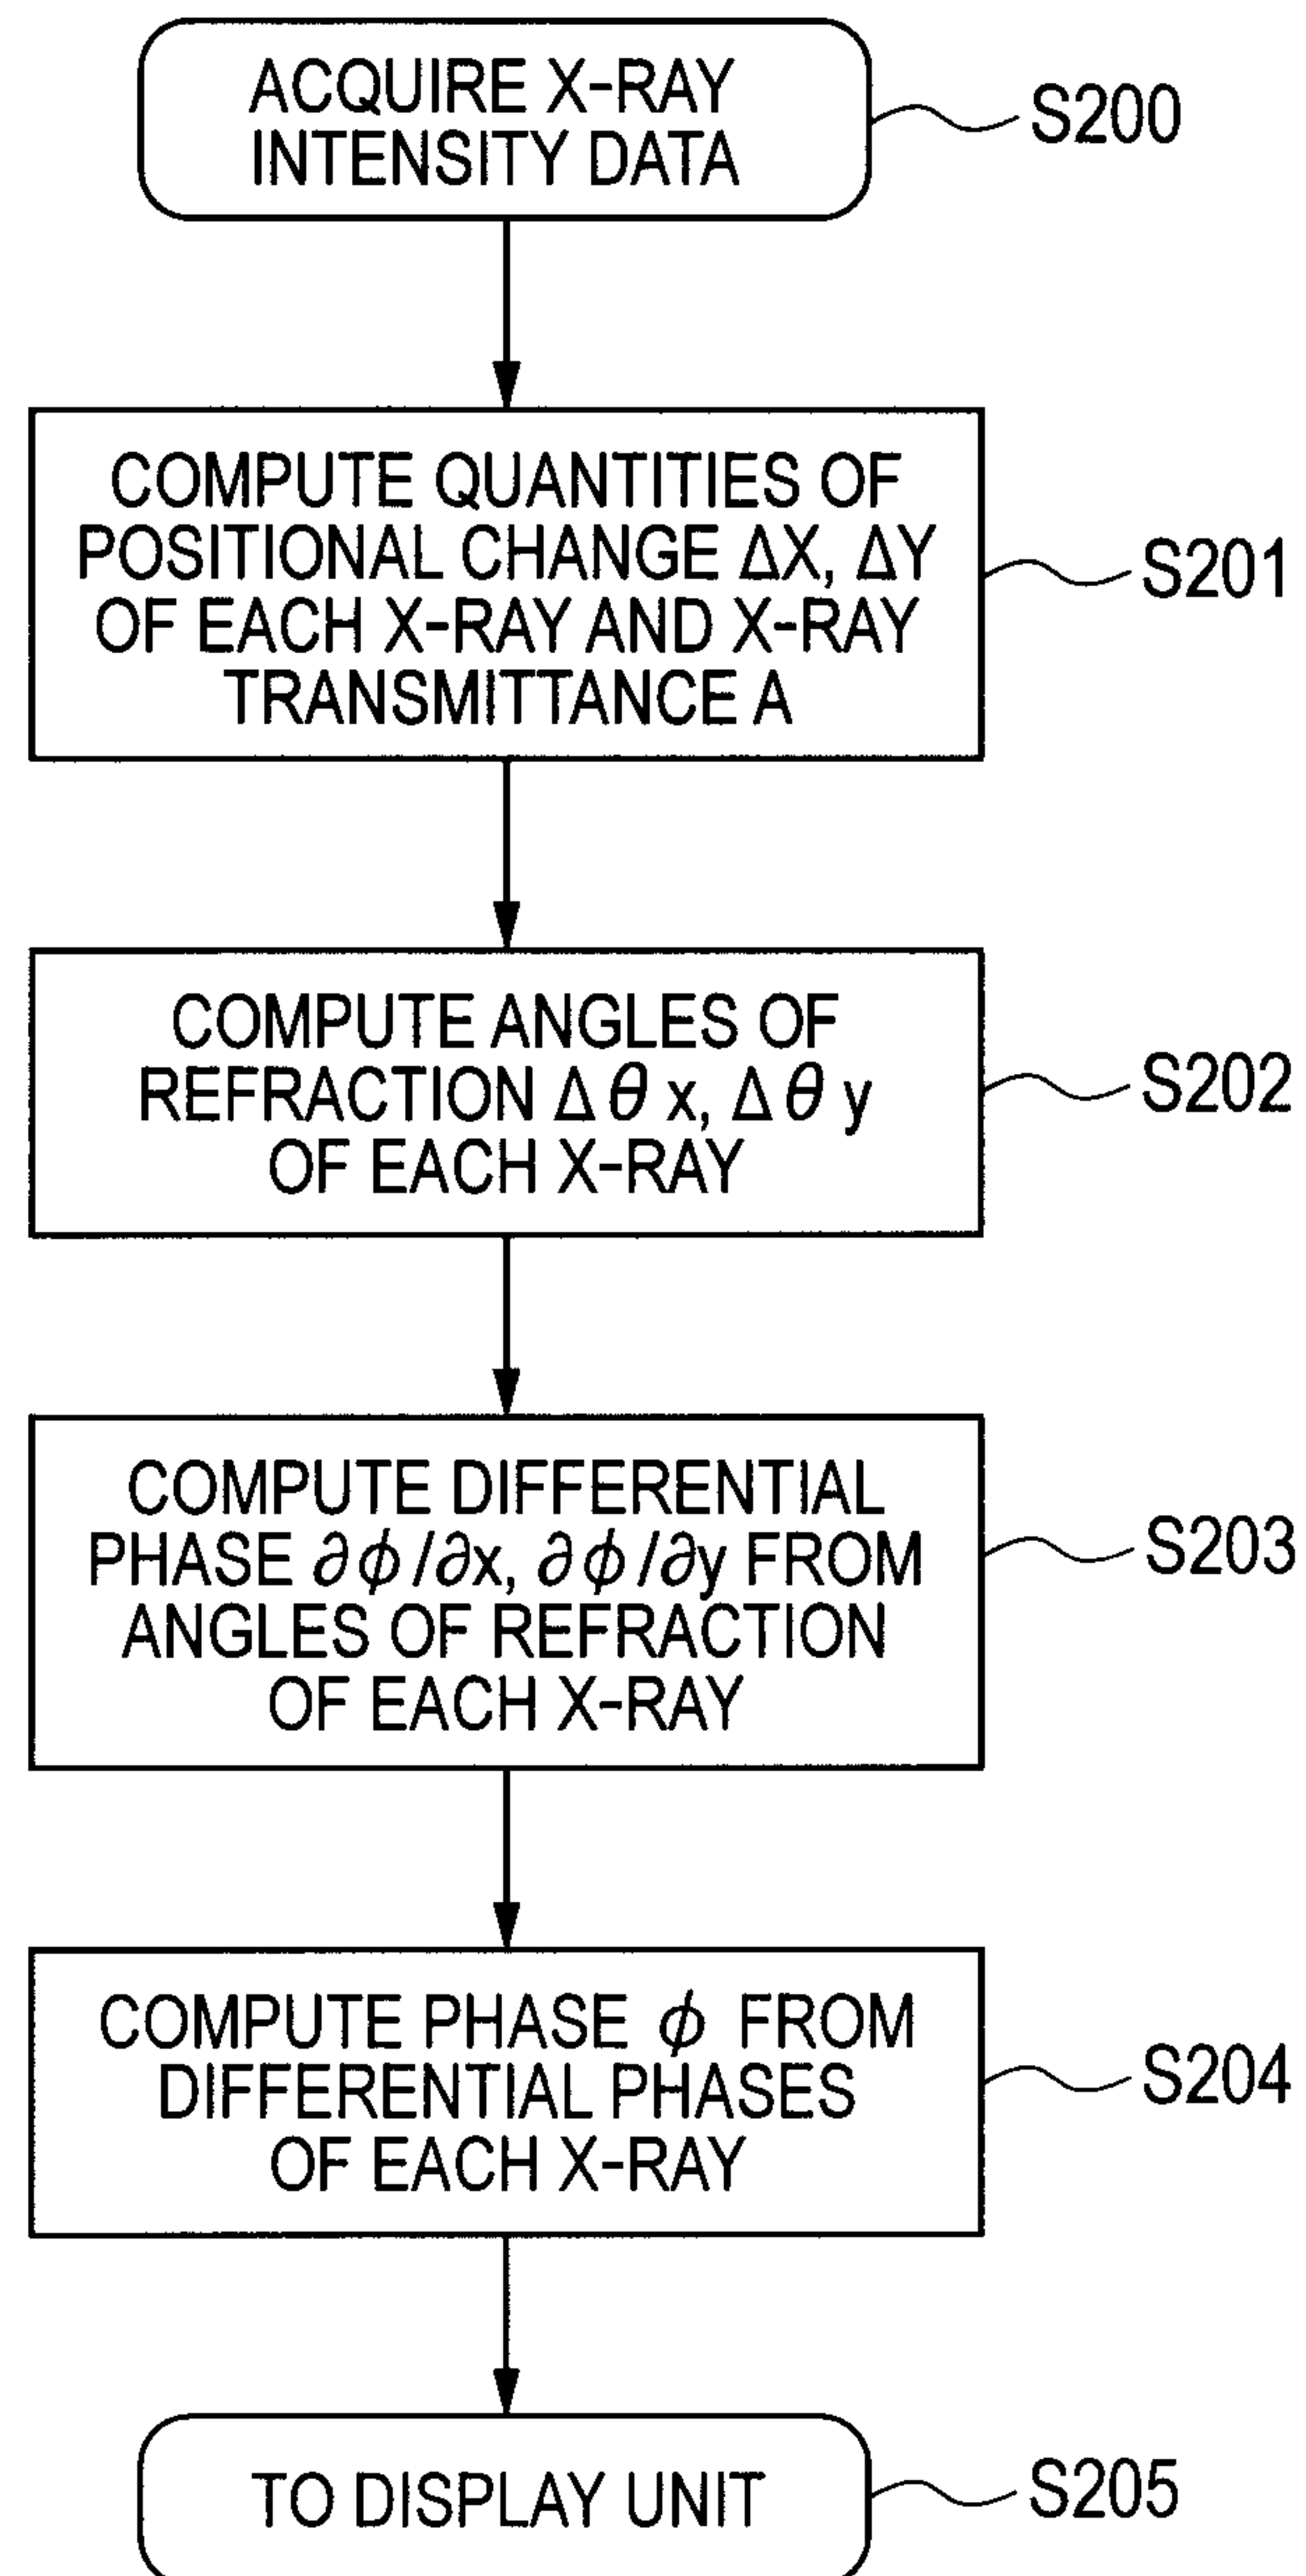 ACQUIRE X-RAY
INTENSITY DATA
S200
COMPUTE QUANTITIES OF
POSITIONAL CHANGE ΔX, ΔY
OF EACH X-RAY AND X-RAY
TRANSMITTANCE A
S201
COMPUTE ANGLES OF
REFRACTION Δθx, Δθy
OF EACH X-RAY
S202
COMPUTE DIFFERENTIAL
PHASE ∂ϕ/∂x, ∂ϕ/∂y FROM
ANGLES OF REFRACTION
OF EACH X-RAY
S203
COMPUTE PHASE ϕ FROM
DIFFERENTIAL PHASES
OF EACH X-RAY
S204
TO DISPLAY UNIT
S205